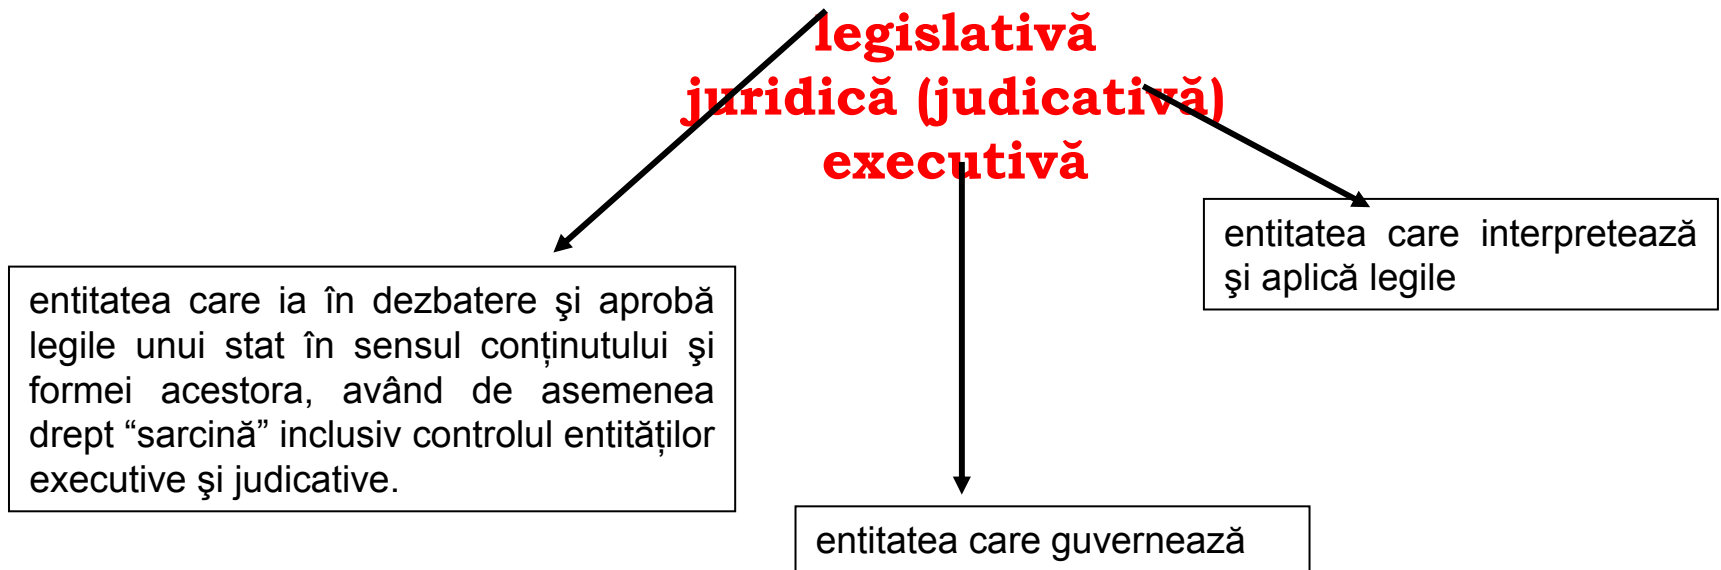 legislativă
juridică (judicativă)
executivă
entitatea care interpretează
şi aplică legile
entitatea care ia în dezbatere şi aprobă
legile unui stat în sensul conținutului şi
formei acestora, având de asemenea
drept “sarcină” inclusiv controlul entităților
executive şi judicative.
entitatea care guvernează